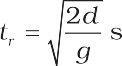 t_r = √(2d/g) s